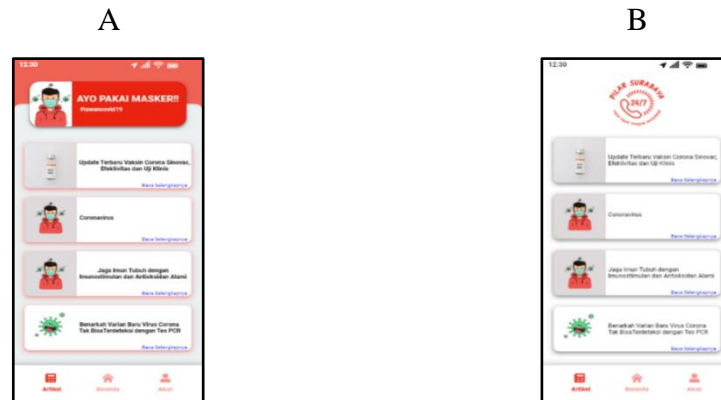 A
B
12.30
AYO PAKAI MASKER!!
#lawancovid19
Update Terbaru Vaksin Corona Sinovac,
Efektivitas dan Uji Klinis
Baca Selengkapnya
Coronavirus
Baca Selengkapnya
Jaga Imun Tubuh dengan
Imunostimulan dan Antioksidan Alami
Baca Selengkapnya
Benarkah Varian Baru Virus Corona
Tak BisaTerdeteksi dengan Tes PCR
Baca Selengkapnya
Artikel
Beranda
Akun
12.30
PILAR SURABAYA
24/7
Update Terbaru Vaksin Corona Sinovac,
Efektivitas dan Uji Klinis
Baca Selengkapnya
Coronavirus
Baca Selengkapnya
Jaga Imun Tubuh dengan
Imunostimulan dan Antioksidan Alami
Baca Selengkapnya
Benarkah Varian Baru Virus Corona
Tak BisaTerdeteksi dengan Tes PCR
Baca Selengkapnya
Artikel
Beranda
Akun